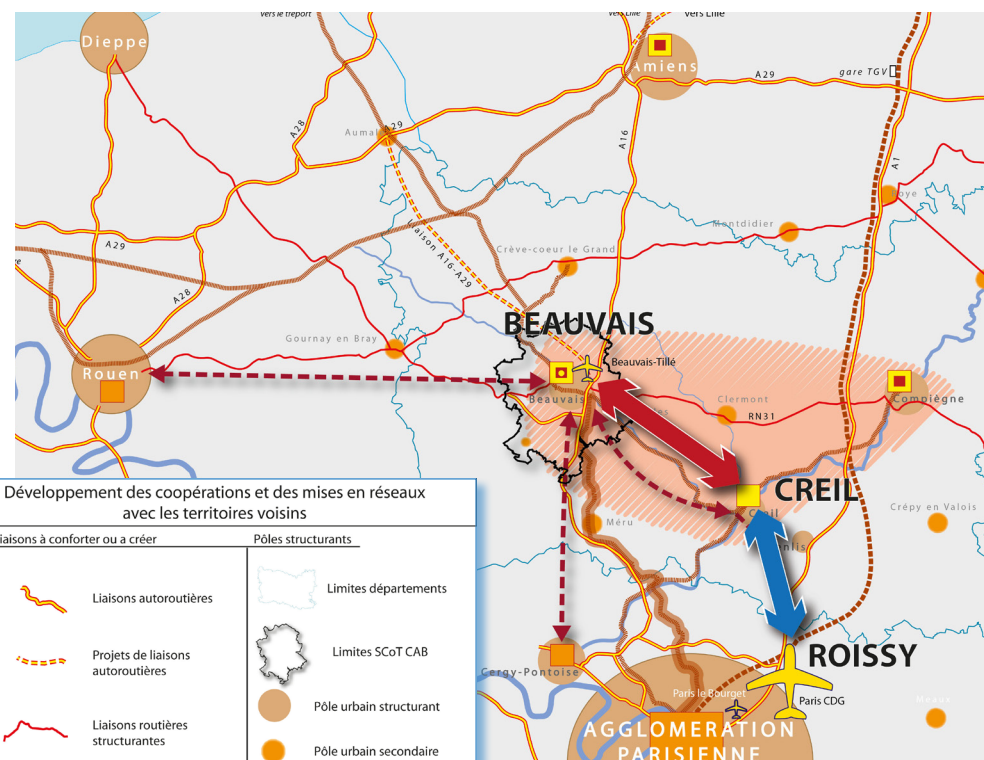 vers le tréport
vers Lille
vers Lille
Dieppe
Amiens
gare TGV
A29
A28
Aumale
A29
A16
A1
Roye
Montdidier
A29
Liaison A16-A29
Crève-coeur le Grand
A28
BEAUVAIS
Gournay en Bray
Beauvais-Tillé
Rouen
Beauvais
Clermont
Compiègne
RN31
CREIL
Creil
Crépy en Valois
Méru
Développement des coopérations et des mises en réseaux
avec les territoires voisins
Liaisons à conforter ou a créer
Pôles structurants
Liaisons autoroutières
Limites départements
Projets de liaisons
autoroutières
Limites SCoT CAB
Liaisons routières
structurantes
Pôle urbain structurant
Pôle urbain secondaire
ROISSY
Cergy-Pontoise
Paris le Bourget
Paris CDG
Meaux
AGGLOMERATION
PARISIENNE